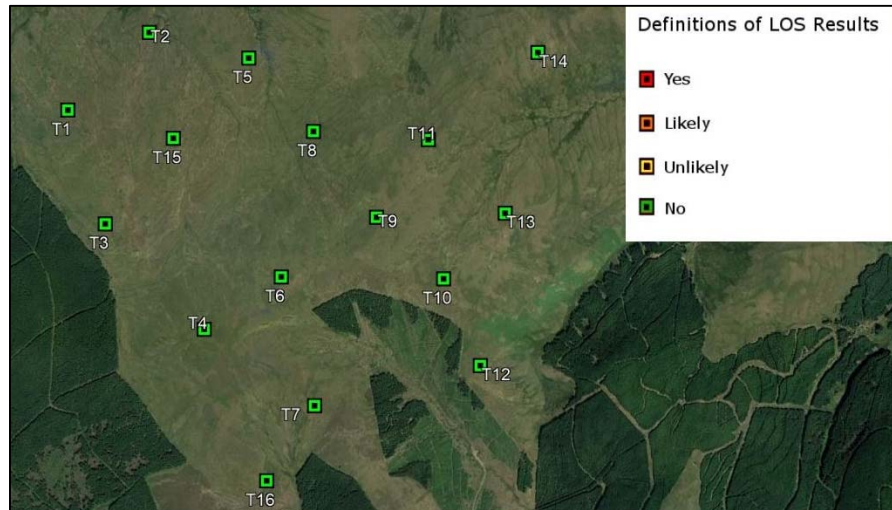 T2
T5
T14
T1
T15
T8
T11
T3
T9
T13
T6
T10
T4
T12
T7
T16
Definitions of LOS Results
Yes
Likely
Unlikely
No